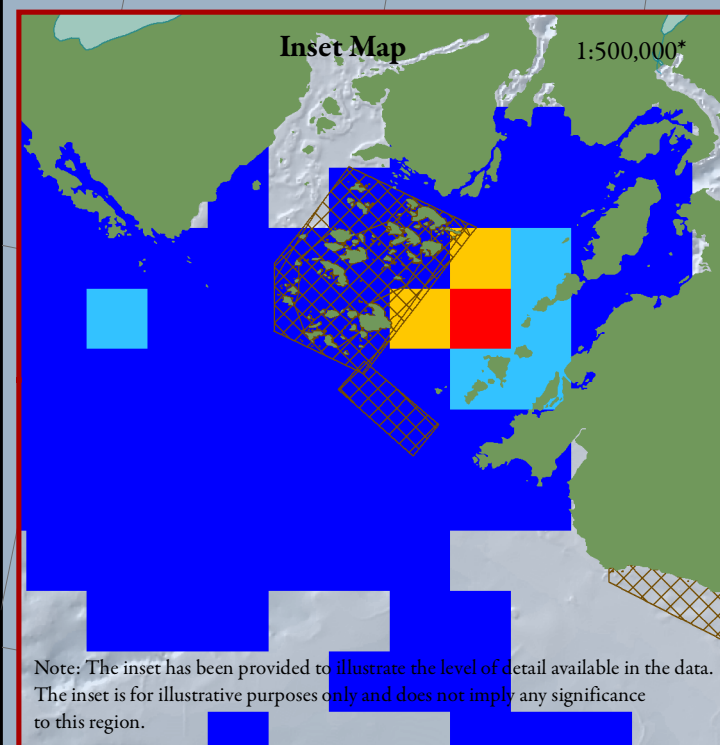 Inset Map
1:500,000*
Note: The inset has been provided to illustrate the level of detail available in the data.
The inset is for illustrative purposes only and does not imply any significance
to this region.